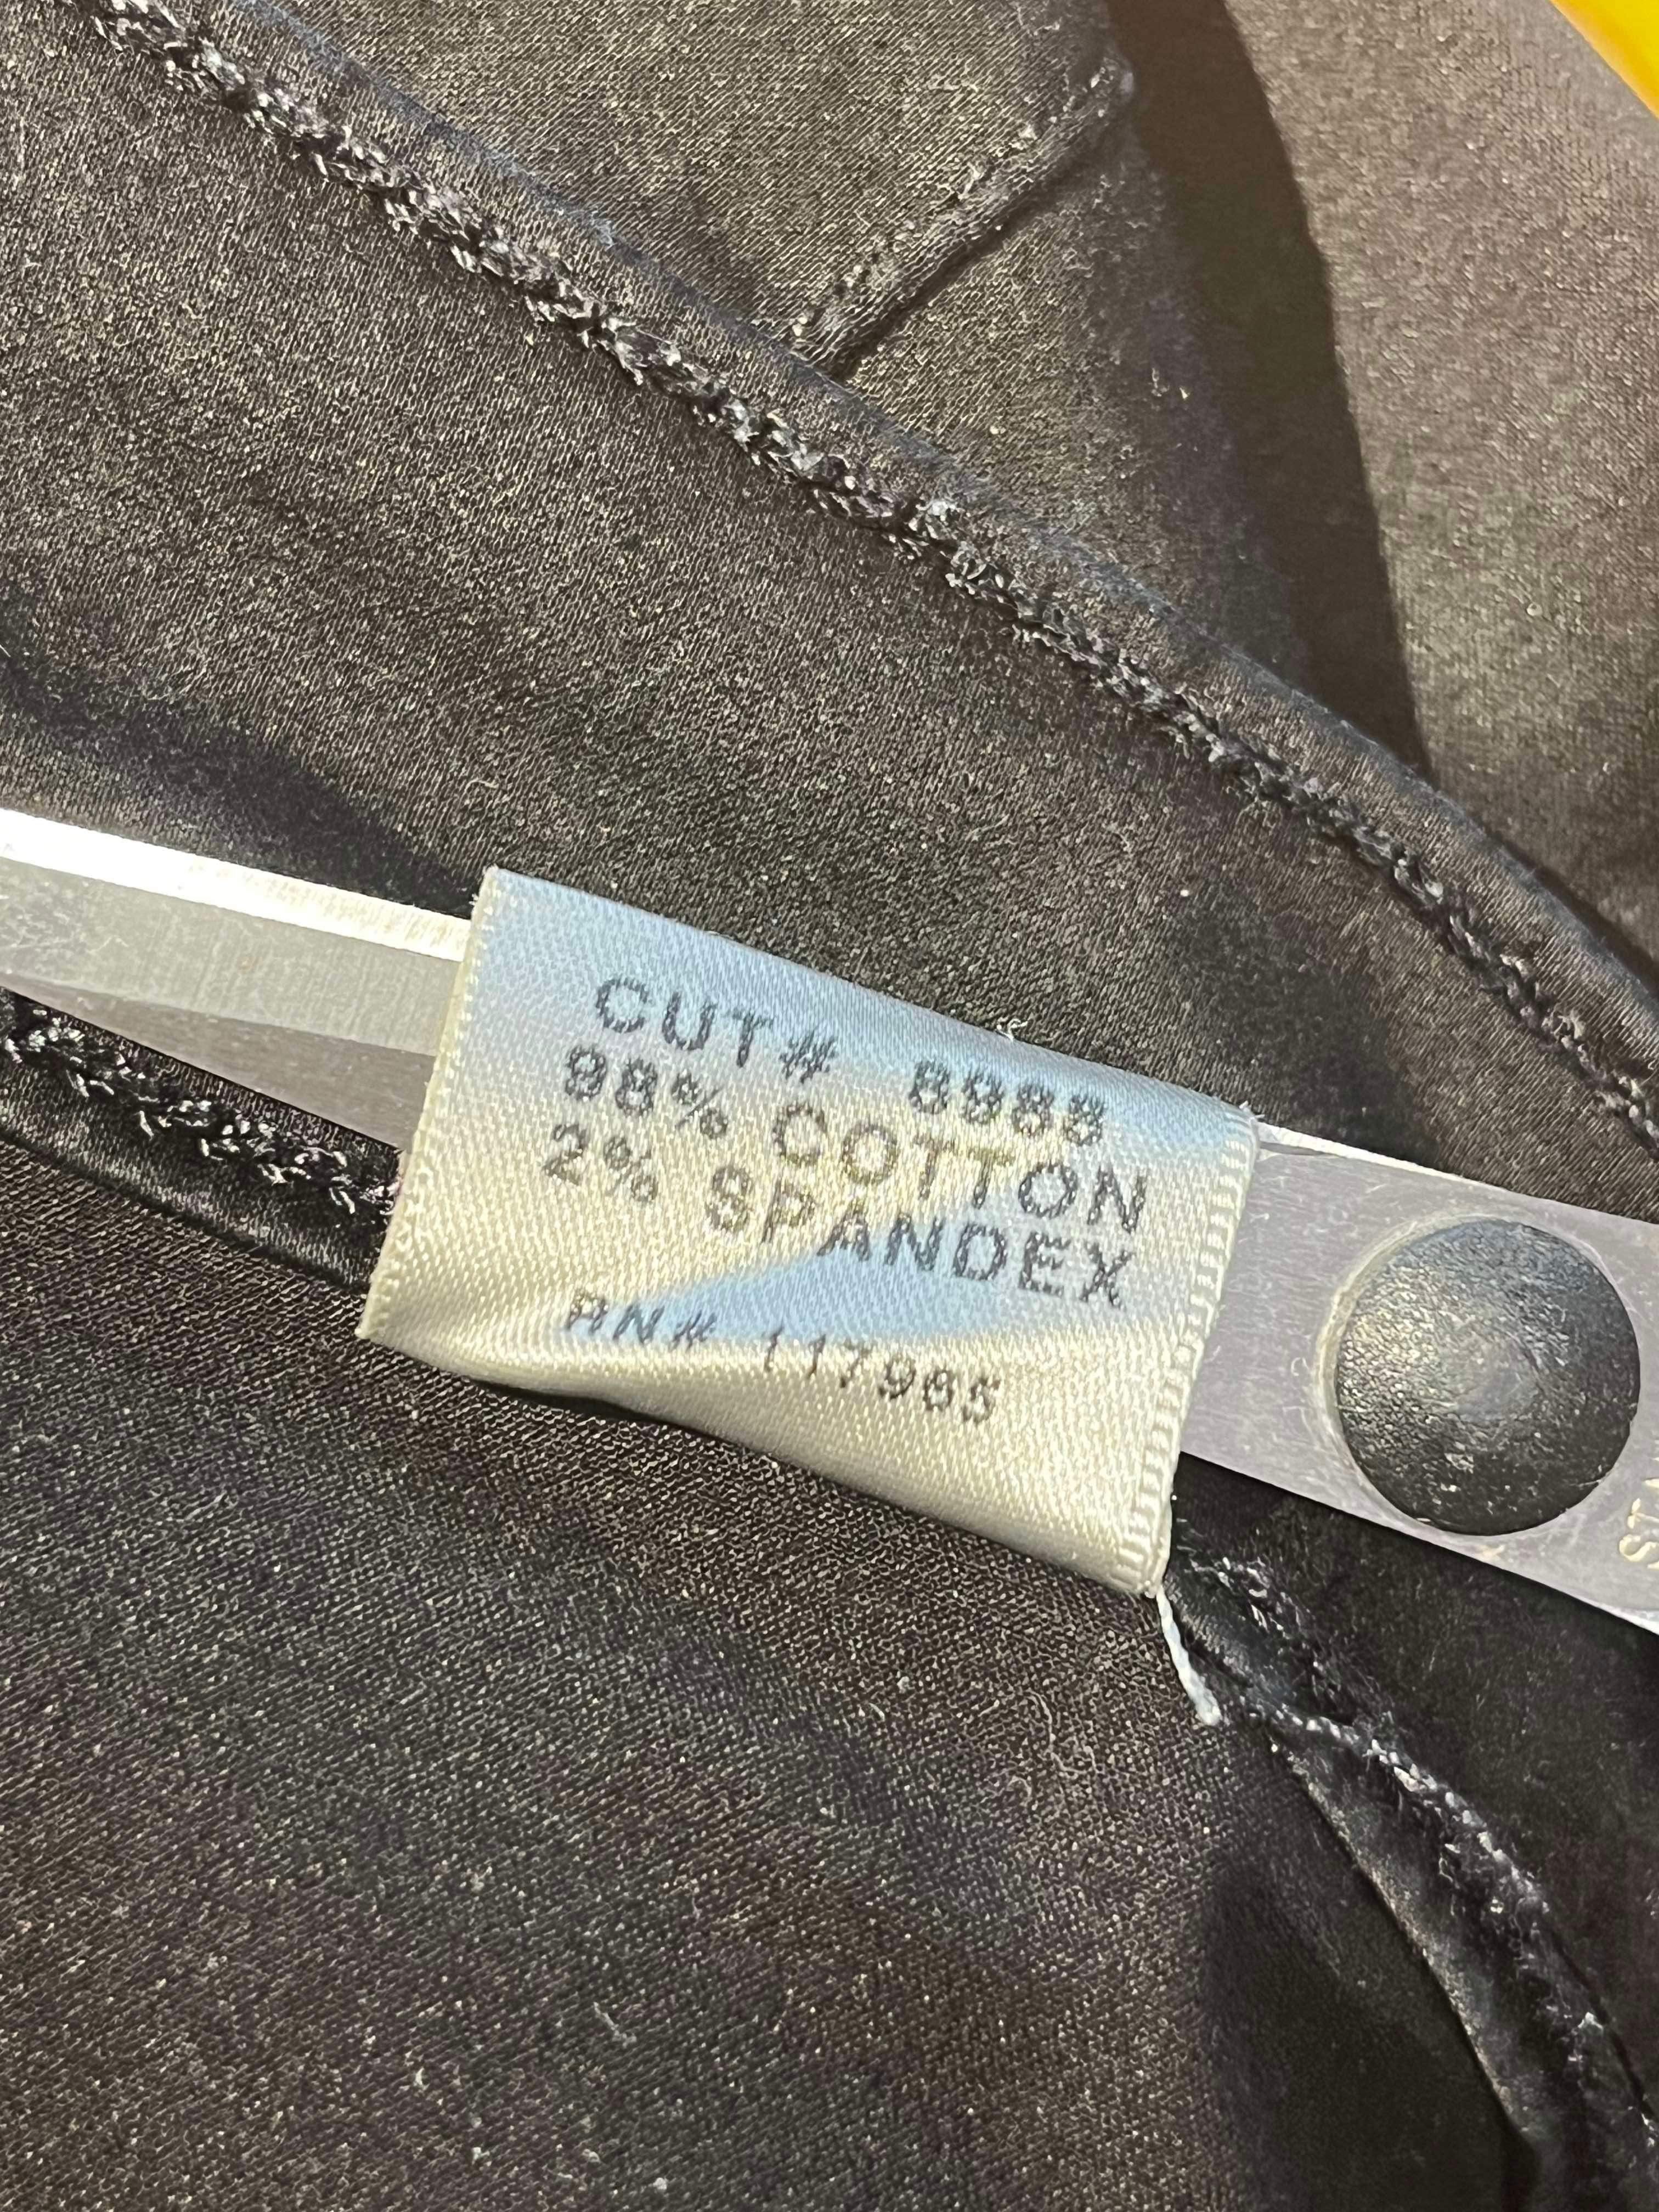 CUT# 8988
98% COTTON
2% SPANDEX
RN# 117965